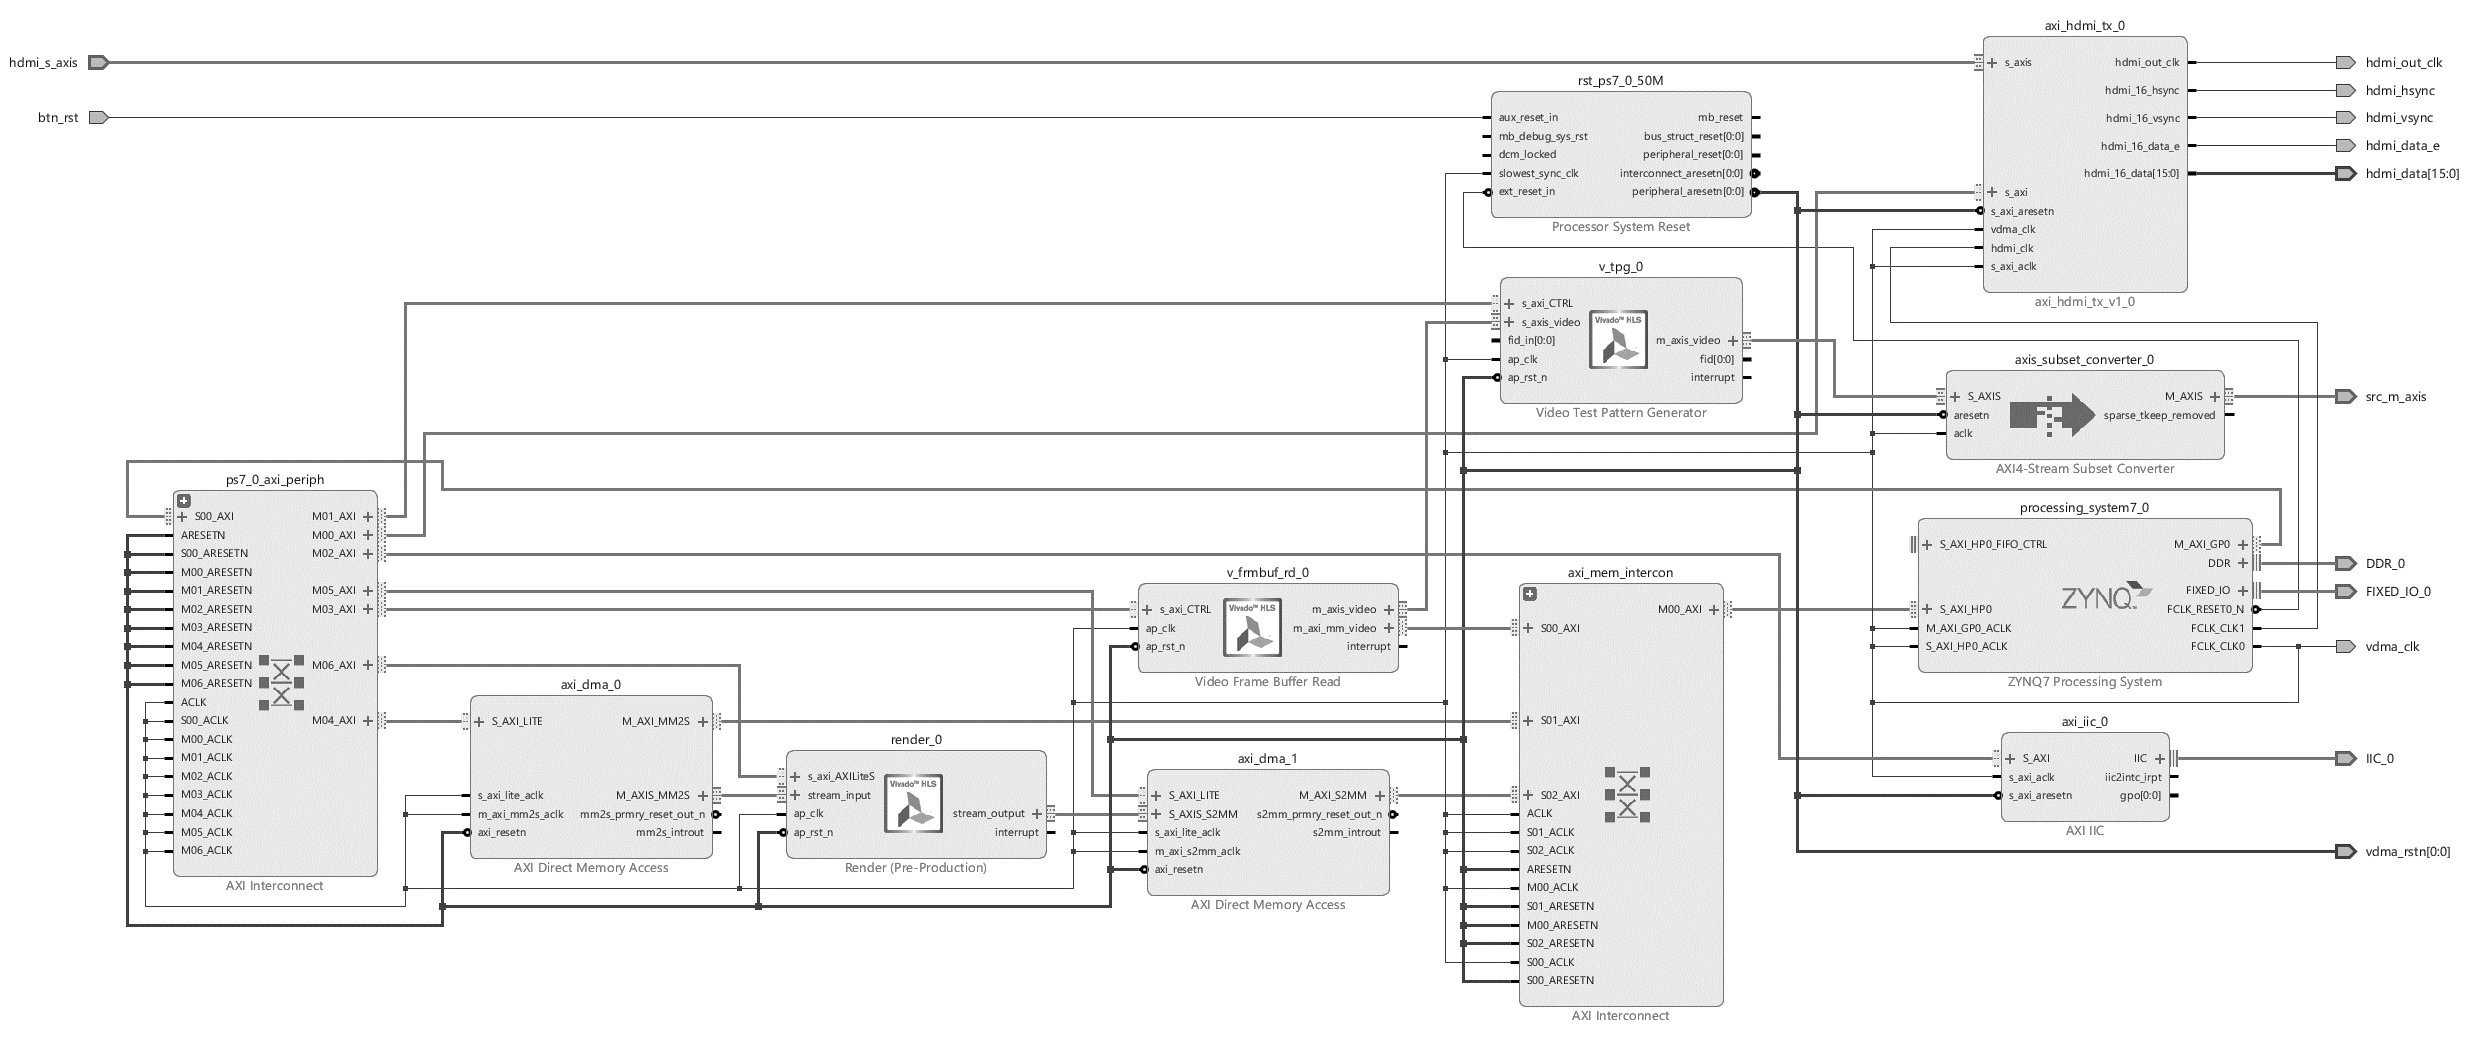 hdmi_s_axis
btn_rst
axi_hdmi_tx_0
s_axis
hdmi_out_clk
hdmi_16_hsync
hdmi_16_vsync
hdmi_16_data_e
hdmi_16_data[15:0]
s_axi
s_axi_aresetn
vdma_clk
hdmi_clk
s_axi_aclk
axi_hdmi_tx_v1_0
hdmi_out_clk
hdmi_hsync
hdmi_vsync
hdmi_data_e
hdmi_data[15:0]
rst_ps7_0_50M
aux_reset_in
mb_reset
mb_debug_sys_rst
bus_struct_reset[0:0]
dcm_locked
peripheral_reset[0:0]
slowest_sync_clk
interconnect_aresetn[0:0]
ext_reset_in
peripheral_aresetn[0:0]
Processor System Reset
v_tpg_0
s_axi_CTRL
s_axis_video
fid_in[0:0]
m_axis_video
ap_clk
fid[0:0]
ap_rst_n
interrupt
Vivado™ HLS
Video Test Pattern Generator
axis_subset_converter_0
S_AXIS
M_AXIS
aresetn
sparse_tkeep_removed
aclk
AXI4-Stream Subset Converter
src_m_axis
ps7_0_axi_periph
S00_AXI
M01_AXI
ARESETN
M00_AXI
S00_ARESETN
M02_AXI
M00_ARESETN
M01_ARESETN
M05_AXI
M02_ARESETN
M03_AXI
M03_ARESETN
M04_ARESETN
M05_ARESETN
M06_AXI
M06_ARESETN
ACLK
S00_ACLK
M04_AXI
M00_ACLK
M01_ACLK
M02_ACLK
M03_ACLK
M04_ACLK
M05_ACLK
M06_ACLK
AXI Interconnect
axi_dma_0
S_AXI_LITE
M_AXI_MM2S
s_axi_lite_aclk
M_AXIS_MM2S
m_axi_mm2s_aclk
mm2s_prmry_reset_out_n
axi_resetn
mm2s_introut
AXI Direct Memory Access
render_0
s_axi_AXILiteS
stream_input
ap_clk
stream_output
ap_rst_n
interrupt
Vivado™ HLS
Render (Pre-Production)
v_frmbuf_rd_0
s_axi_CTRL
m_axis_video
ap_clk
m_axi_mm_video
ap_rst_n
interrupt
Vivado™ HLS
Video Frame Buffer Read
axi_dma_1
S_AXI_LITE
M_AXI_S2MM
S_AXIS_S2MM
s2mm_prmry_reset_out_n
s_axi_lite_aclk
s2mm_introut
m_axi_s2mm_aclk
axi_resetn
AXI Direct Memory Access
axi_mem_intercon
M00_AXI
S00_AXI
S01_AXI
S02_AXI
ACLK
S01_ACLK
S02_ACLK
ARESETN
M00_ACLK
S01_ARESETN
M00_ARESETN
S02_ARESETN
S00_ACLK
S00_ARESETN
AXI Interconnect
processing_system7_0
S_AXI_HP0_FIFO_CTRL
M_AXI_GP0
DDR
FIXED_IO
S_AXI_HP0
FCLK_RESET0_N
M_AXI_GP0_ACLK
FCLK_CLK1
S_AXI_HP0_ACLK
FCLK_CLK0
ZYNQ
ZYNQ7 Processing System
DDR_0
FIXED_IO_0
vdma_clk
axi_iic_0
S_AXI
IIC
s_axi_aclk
iic2intc_irpt
s_axi_aresetn
gpo[0:0]
AXI IIC
IIC_0
vdma_rstn[0:0]